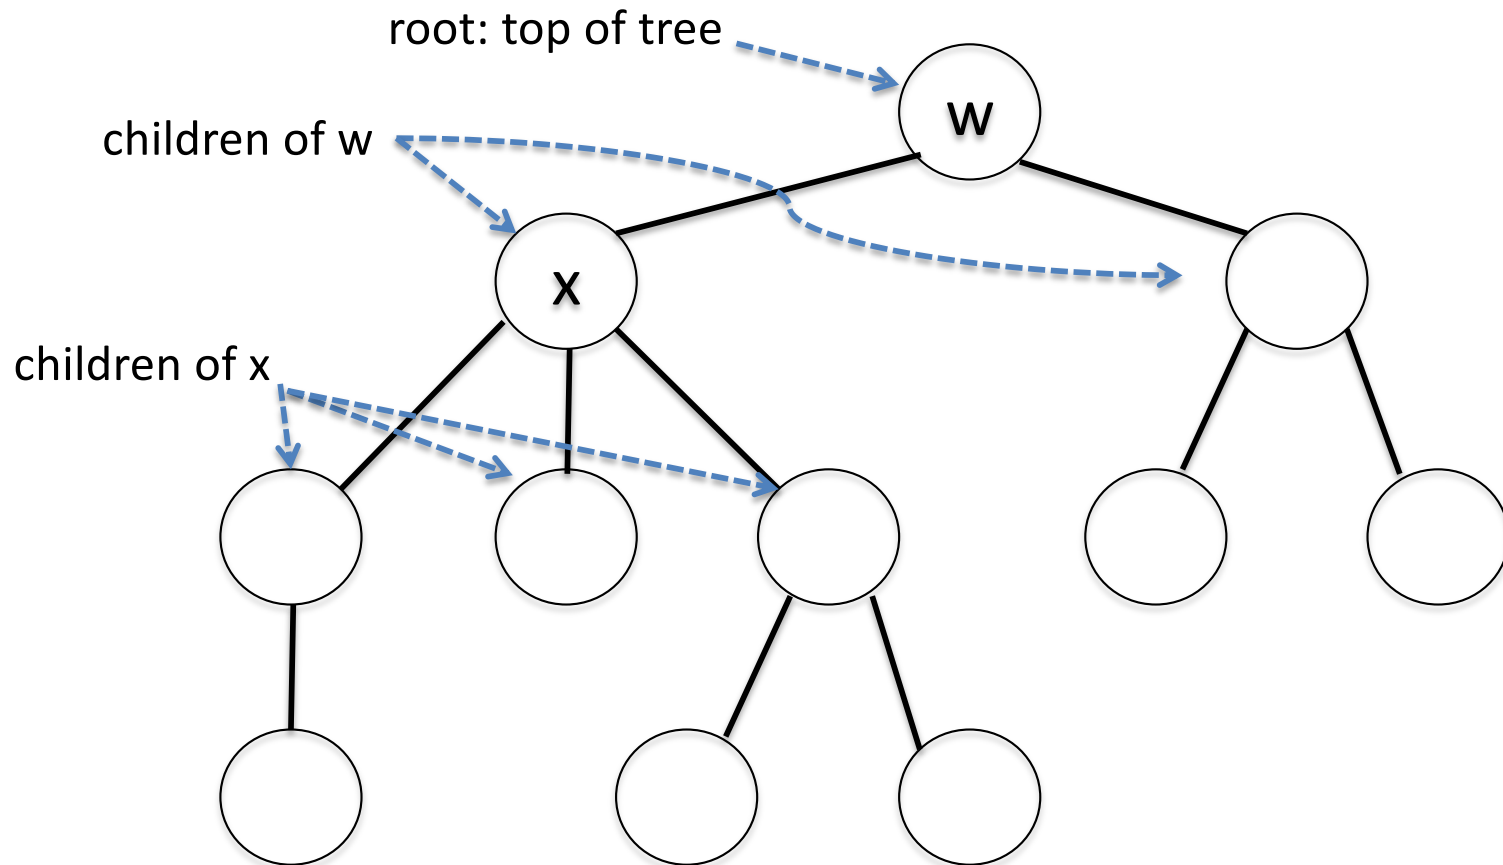 root: top of tree
w
children of w
x
children of x